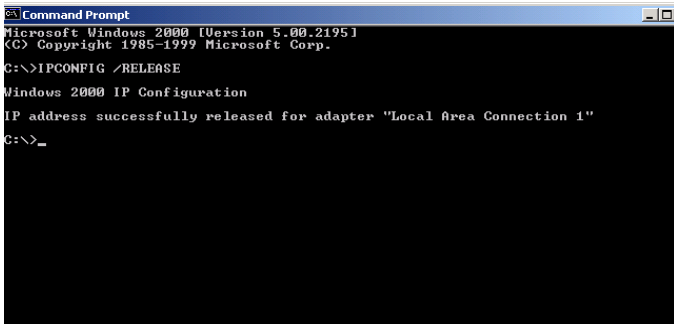 Command Prompt
Microsoft Windows 2000 [Version 5.00.2195]
(C) Copyright 1985-1999 Microsoft Corp.
C:\>IPCONFIG /RELEASE
Windows 2000 IP Configuration
IP address successfully released for adapter "Local Area Connection 1"
C:\>_